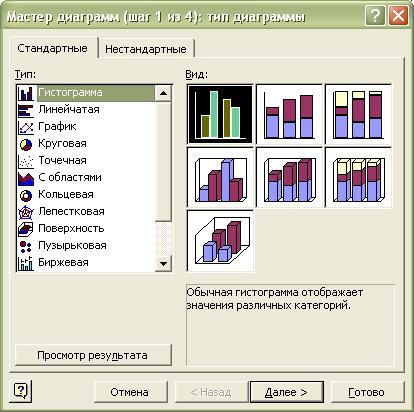 Мастер диаграмм (шаг 1 из 4): тип диаграммы
Стандартные
Нестандартные
Тип:
Гистограмма
Линейчатая
График
Круговая
Точечная
С областями
Кольцевая
Лепестковая
Поверхность
Пузырьковая
Биржевая
Вид:
Обычная гистограмма отображает
значения различных категорий.
Просмотр результата
Отмена
< Назад
Далее >
Готово